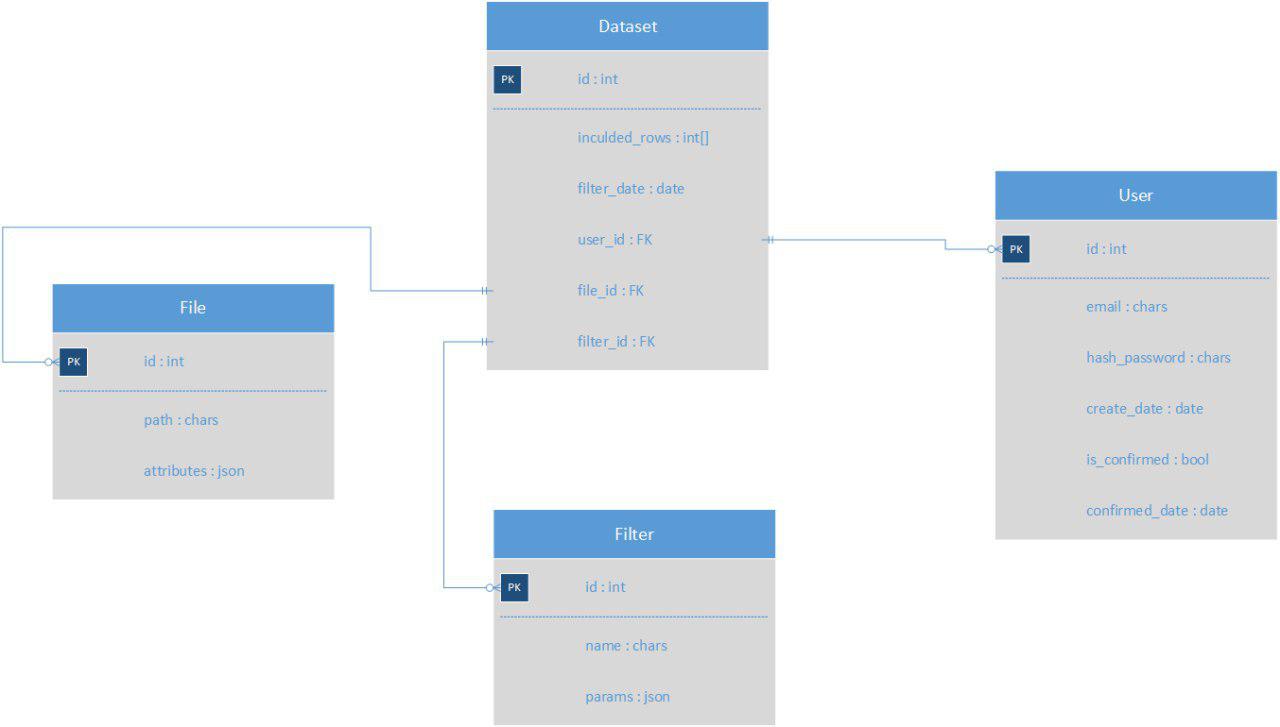 Dataset
PK
id : int
inculded_rows : int[]
filter_date : date
user_id : FK
file_id : FK
filter_id : FK
User
PK
id : int
email : chars
hash_password : chars
create_date : date
is_confirmed : bool
confirmed_date : date
File
PK
id : int
path : chars
attributes : json
Filter
PK
id : int
name : chars
params : json